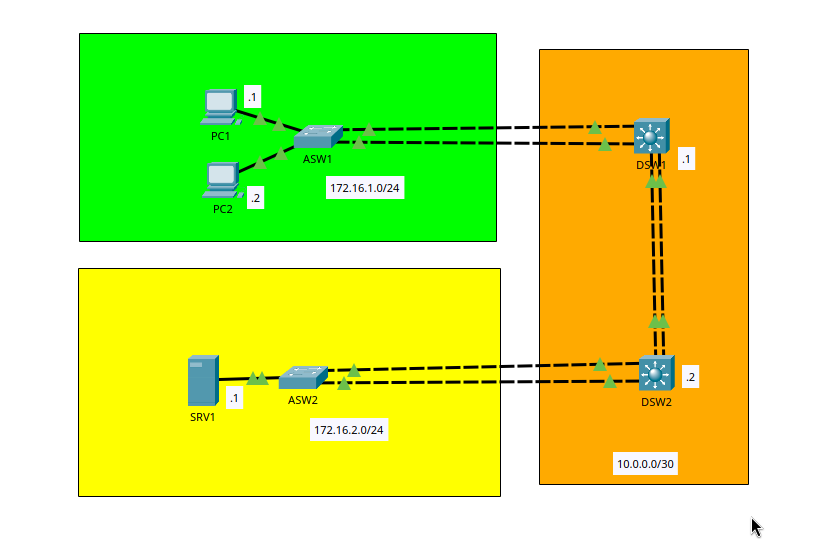 .1
PC1
ASW1
.2
PC2
172.16.1.0/24
DSW1
.1
SRV1
.1
ASW2
172.16.2.0/24
.2
DSW2
10.0.0.0/30